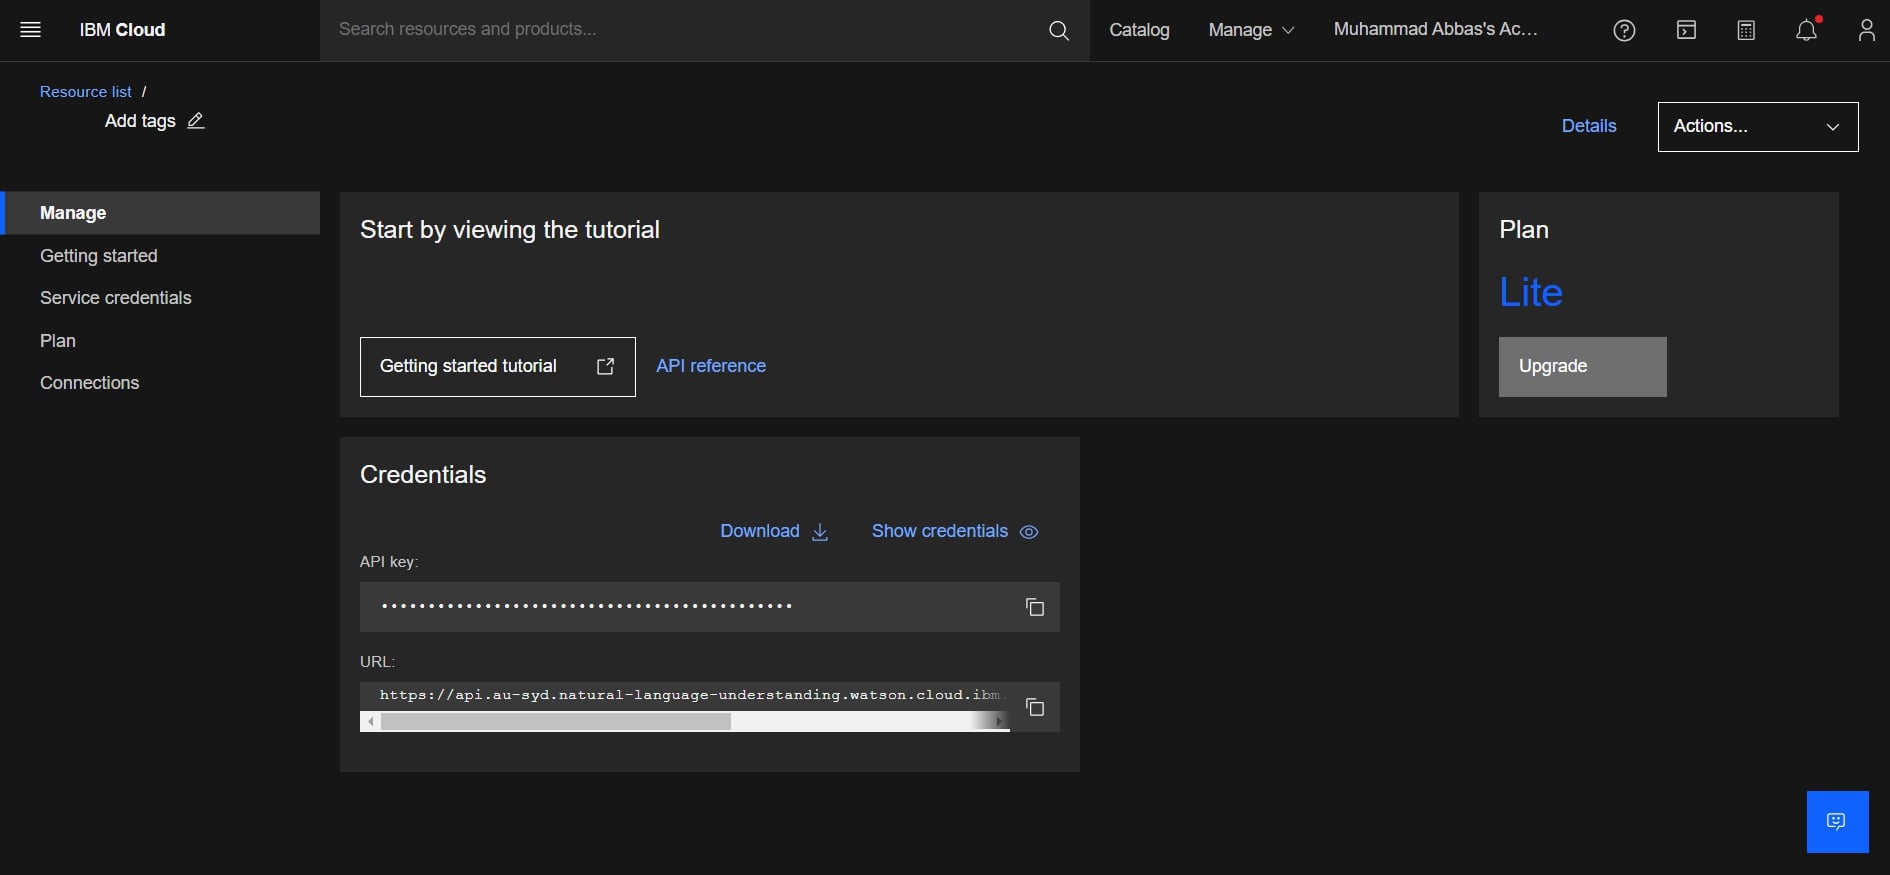 IBM Cloud
Search resources and products...
Catalog
Manage
Muhammad Abbas's Ac...
Resource list /
Add tags
Details
Actions...
Manage
Getting started
Service credentials
Plan
Connections
Start by viewing the tutorial
Getting started tutorial
API reference
Plan
Lite
Upgrade
Credentials
Download
Show credentials
API key:
••••••••••••••••••••••••••••••••••••••••••••
URL:
https://api.au-syd.natural-language-understanding.watson.cloud.ibm.